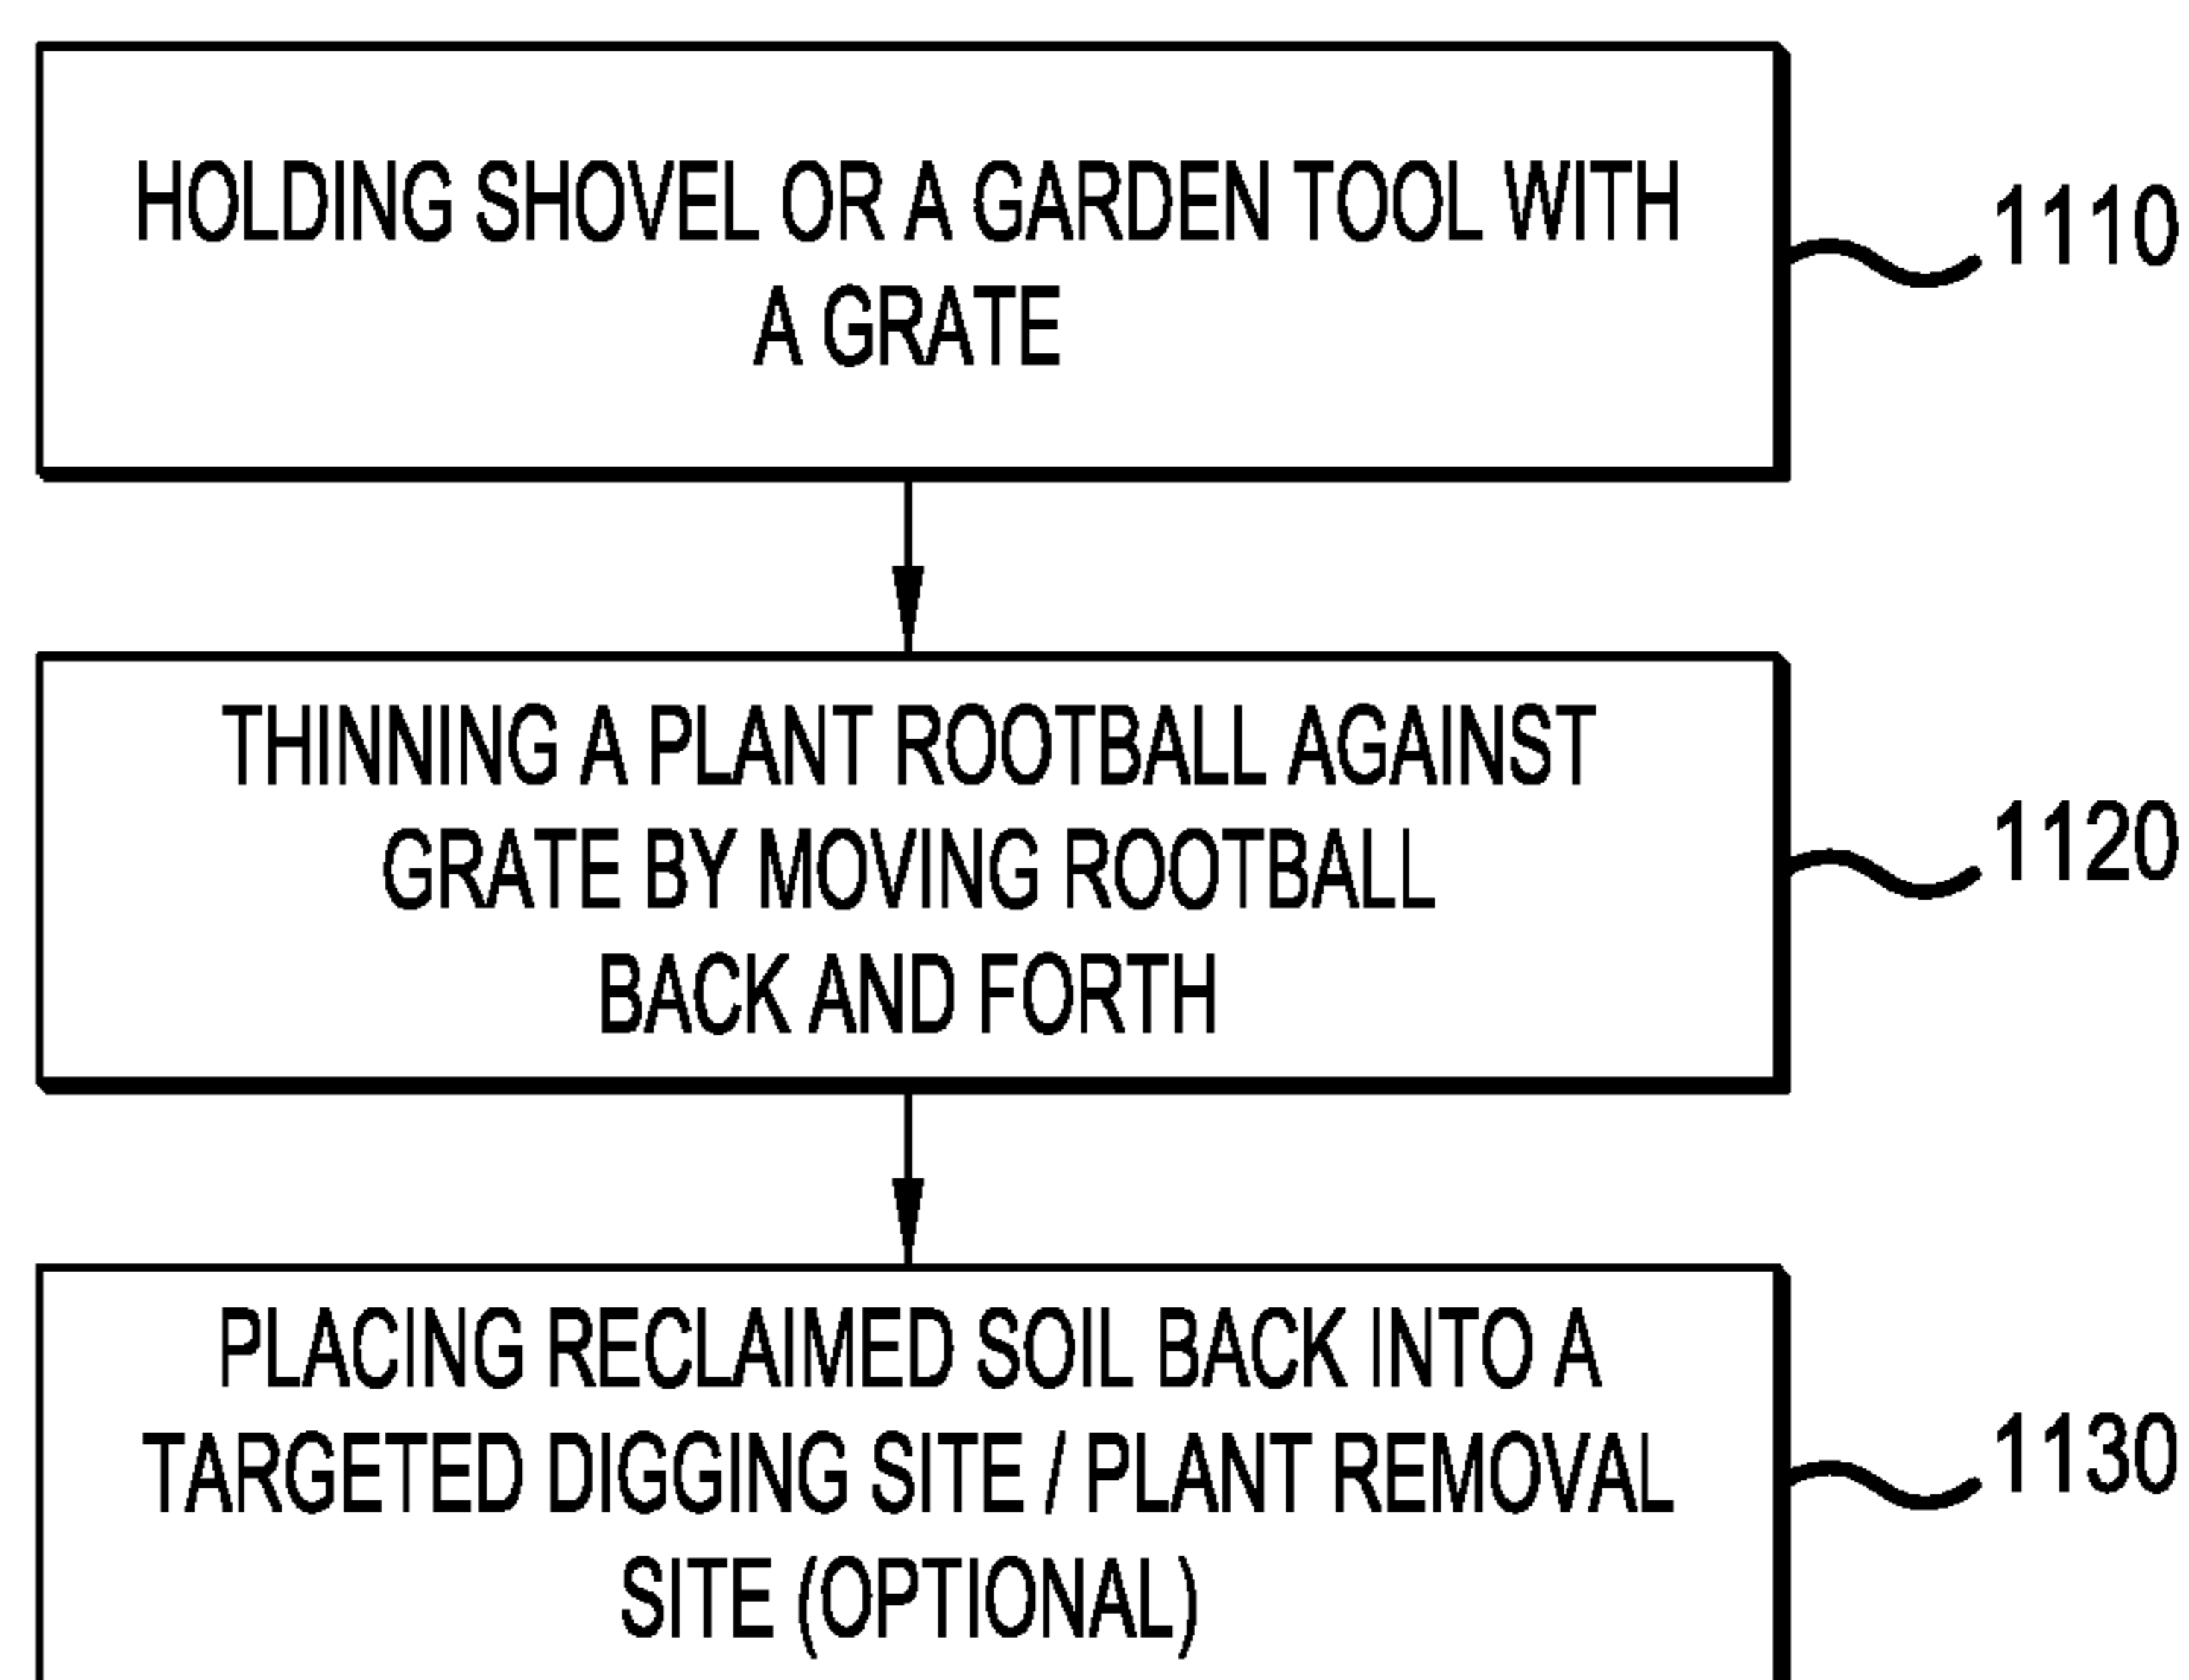 HOLDING SHOVEL OR A GARDEN TOOL WITH
A GRATE
1110
THINNING A PLANT ROOTBALL AGAINST
GRATE BY MOVING ROOTBALL
BACK AND FORTH
1120
PLACING RECLAIMED SOIL BACK INTO A
TARGETED DIGGING SITE / PLANT REMOVAL
SITE (OPTIONAL)
1130